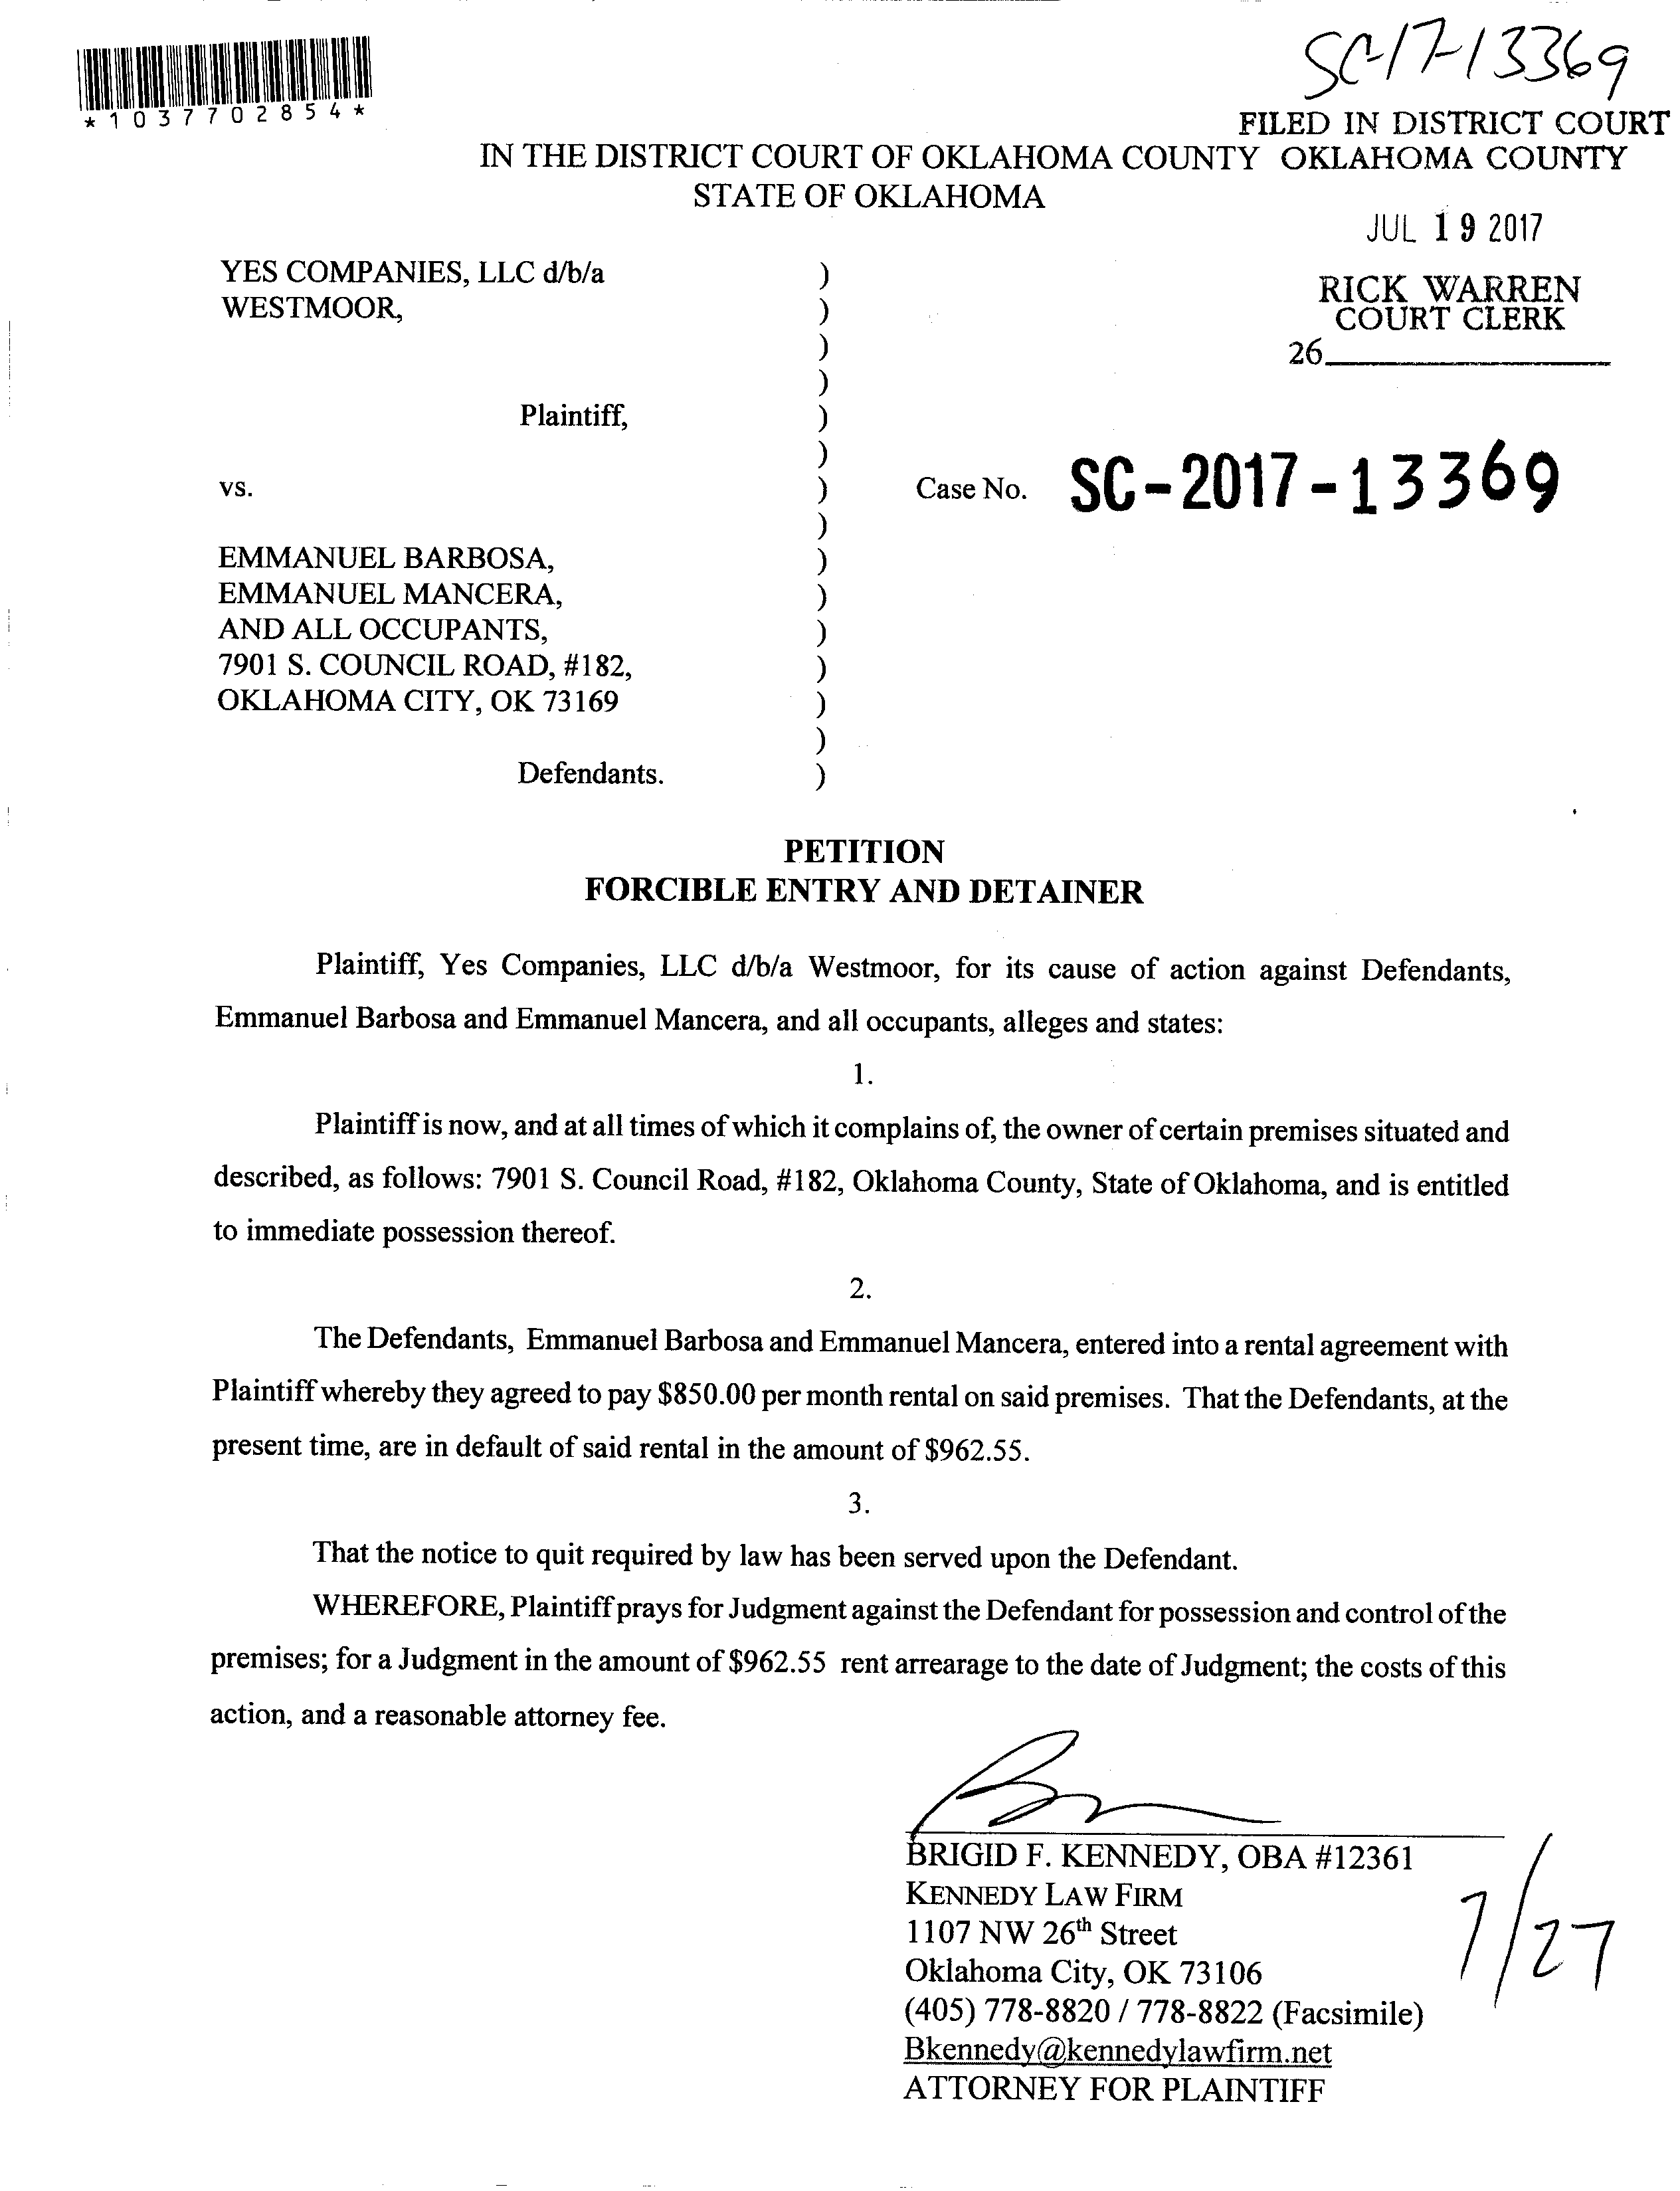 *1037702854*
SC-17-13369
FILED IN DISTRICT COURT
OKLAHOMA COUNTY
IN THE DISTRICT COURT OF OKLAHOMA COUNTY
STATE OF OKLAHOMA
JUL 19 2017
RICK WARREN
COURT CLERK
26
YES COMPANIES, LLC d/b/a )
WESTMOOR, )
)
)
Plaintiff, )
)
vs. ) Case No. SC-2017-13369
)
EMMANUEL BARBOSA, )
EMMANUEL MANCERA, )
AND ALL OCCUPANTS, )
7901 S. COUNCIL ROAD, #182, )
OKLAHOMA CITY, OK 73169 )
)
Defendants. )
PETITION
FORCIBLE ENTRY AND DETAINER
Plaintiff, Yes Companies, LLC d/b/a Westmoor, for its cause of action against Defendants,
Emmanuel Barbosa and Emmanuel Mancera, and all occupants, alleges and states:
1.
Plaintiff is now, and at all times of which it complains of, the owner of certain premises situated and
described, as follows: 7901 S. Council Road, #182, Oklahoma County, State of Oklahoma, and is entitled
to immediate possession thereof.
2.
The Defendants, Emmanuel Barbosa and Emmanuel Mancera, entered into a rental agreement with
Plaintiff whereby they agreed to pay $850.00 per month rental on said premises. That the Defendants, at the
present time, are in default of said rental in the amount of $962.55.
3.
That the notice to quit required by law has been served upon the Defendant.
WHEREFORE, Plaintiff prays for Judgment against the Defendant for possession and control of the
premises; for a Judgment in the amount of $962.55 rent arrearage to the date of Judgment; the costs of this
action, and a reasonable attorney fee.
BRIGID F. KENNEDY, OBA #12361
KENNEDY LAW FIRM
1107 NW 26th Street
Oklahoma City, OK 73106
(405) 778-8820 / 778-8822 (Facsimile)
Bkennedy@kennedylawfirm.net
ATTORNEY FOR PLAINTIFF
7/27